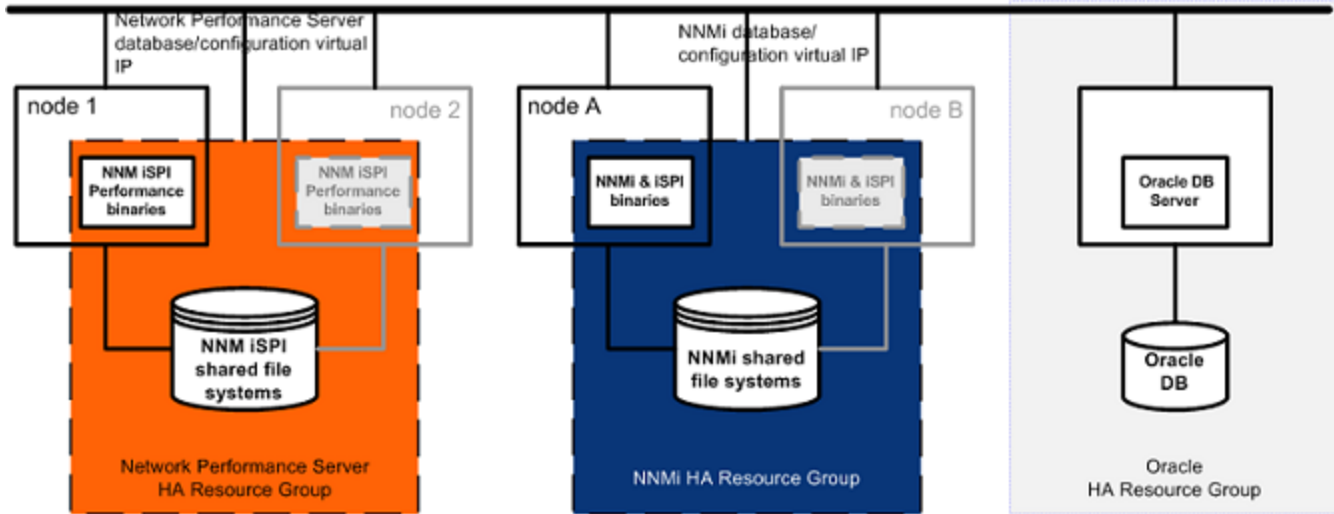 Network Performance Server
database/configuration virtual
IP
node 1
node 2
NNM iSPI
Performance
binaries
NNM iSPI
Performance
binaries
NNM iSPI
shared file
systems
Network Performance Server
HA Resource Group
NNMi database/
configuration virtual IP
node A
node B
NNMi & iSPI
binaries
NNMi & iSPI
binaries
NNMi shared
file systems
NNMi HA Resource Group
Oracle DB
Server
Oracle
DB
Oracle
HA Resource Group